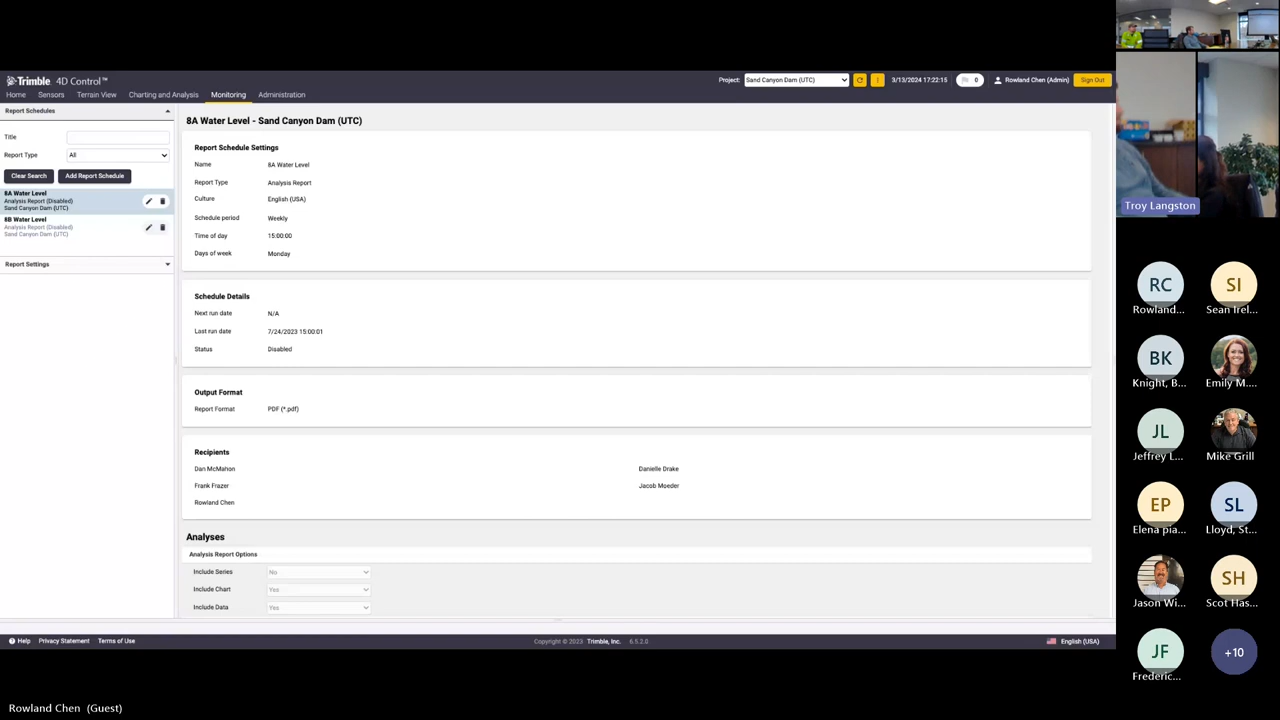 Trimble. 4D Control™
Project: Sand Canyon Dam (UTC) 3/13/2024 17:22:15 0 Rowland Chen (Admin) Sign Out
Home Sensors Terrain View Charting and Analysis Monitoring Administration
Report Schedules
Title
Report Type All
Clear Search Add Report Schedule
8A Water Level
Analysis Report (Disabled)
Sand Canyon Dam (UTC)
8B Water Level
Analysis Report (Disabled)
Sand Canyon Dam (UTC)
Report Settings
8A Water Level - Sand Canyon Dam (UTC)
Report Schedule Settings
Name 8A Water Level
Report Type Analysis Report
Culture English (USA)
Schedule period Weekly
Time of day 15:00:00
Days of week Monday
Schedule Details
Next run date N/A
Last run date 7/24/2023 15:00:01
Status Disabled
Output Format
Report Format PDF (*.pdf)
Recipients
Dan McMahon Danielle Drake
Frank Frazer Jacob Moeder
Rowland Chen
Analyses
Analysis Report Options
Include Series No
Include Chart Yes
Include Data Yes
Help Privacy Statement Terms of Use Copyright © 2023 Trimble, Inc. 6.5.2.0 English (USA)
Troy Langston
RC SI
Rowland... Sean Irel...
BK
Knight, B... Emily M....
JL
Jeffrey L... Mike Grill
EP SL
Elena pia... Lloyd, St...
SH
Jason Wi... Scot Has...
JF +10
Frederic...
Rowland Chen (Guest)